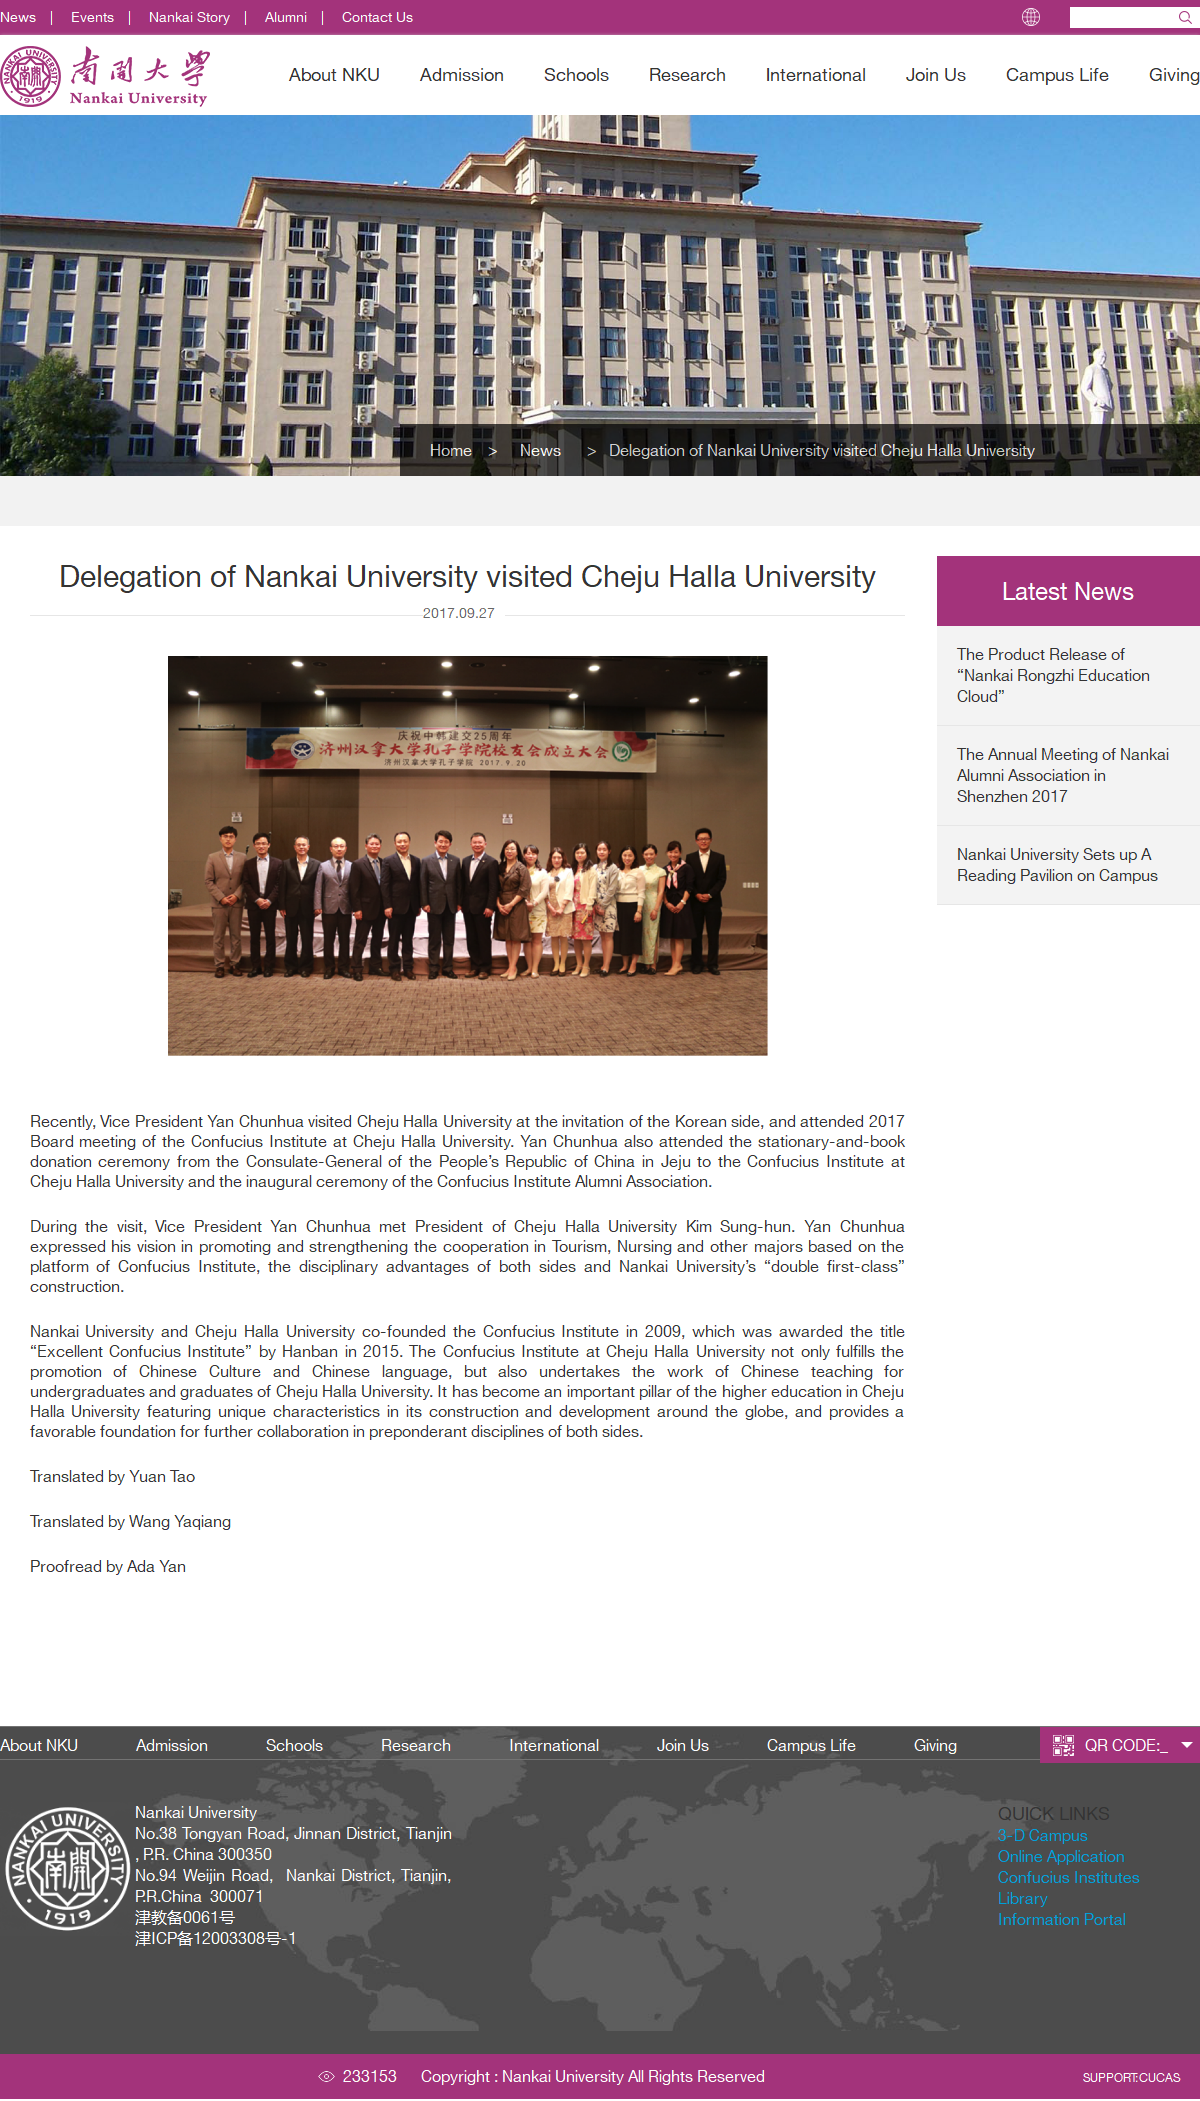 News | Events | Nankai Story | Alumni | Contact Us
南開大學
Nankai University
NANKAI UNIVERSITY
1919
About NKU Admission Schools Research International Join Us Campus Life Giving
Home > News > Delegation of Nankai University visited Cheju Halla University
Delegation of Nankai University visited Cheju Halla University
2017.09.27
庆祝中韩建交25周年
济州汉拿大学孔子学院校友会成立大会
济州汉拿大学孔子学院 2017.9.20
Recently, Vice President Yan Chunhua visited Cheju Halla University at the invitation of the Korean side, and attended 2017
Board meeting of the Confucius Institute at Cheju Halla University. Yan Chunhua also attended the stationary-and-book
donation ceremony from the Consulate-General of the People’s Republic of China in Jeju to the Confucius Institute at
Cheju Halla University and the inaugural ceremony of the Confucius Institute Alumni Association.
During the visit, Vice President Yan Chunhua met President of Cheju Halla University Kim Sung-hun. Yan Chunhua
expressed his vision in promoting and strengthening the cooperation in Tourism, Nursing and other majors based on the
platform of Confucius Institute, the disciplinary advantages of both sides and Nankai University’s “double first-class”
construction.
Nankai University and Cheju Halla University co-founded the Confucius Institute in 2009, which was awarded the title
“Excellent Confucius Institute” by Hanban in 2015. The Confucius Institute at Cheju Halla University not only fulfills the
promotion of Chinese Culture and Chinese language, but also undertakes the work of Chinese teaching for
undergraduates and graduates of Cheju Halla University. It has become an important pillar of the higher education in Cheju
Halla University featuring unique characteristics in its construction and development around the globe, and provides a
favorable foundation for further collaboration in preponderant disciplines of both sides.
Translated by Yuan Tao
Translated by Wang Yaqiang
Proofread by Ada Yan
Latest News
The Product Release of
“Nankai Rongzhi Education
Cloud”
The Annual Meeting of Nankai
Alumni Association in
Shenzhen 2017
Nankai University Sets up A
Reading Pavilion on Campus
About NKU Admission Schools Research International Join Us Campus Life Giving QR CODE:_
NANKAI UNIVERSITY
南開
1919
Nankai University
No.38 Tongyan Road, Jinnan District, Tianjin
, P.R. China 300350
No.94 Weijin Road, Nankai District, Tianjin,
P.R.China 300071
津教备0061号
津ICP备12003308号-1
QUICK LINKS
3-D Campus
Online Application
Confucius Institutes
Library
Information Portal
233153 Copyright : Nankai University All Rights Reserved
SUPPORT:CUCAS